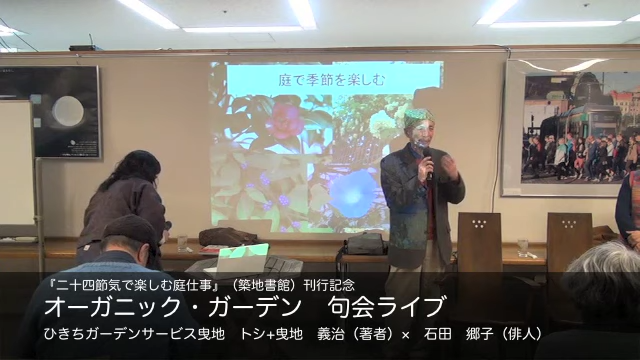 庭で季節を楽しむ
『二十四節気で楽しむ庭仕事』（築地書館）刊行記念
オーガニック・ガーデン　句会ライブ
ひきちガーデンサービス曳地　トシ+曳地　義治（著者）×　石田　郷子（俳人）